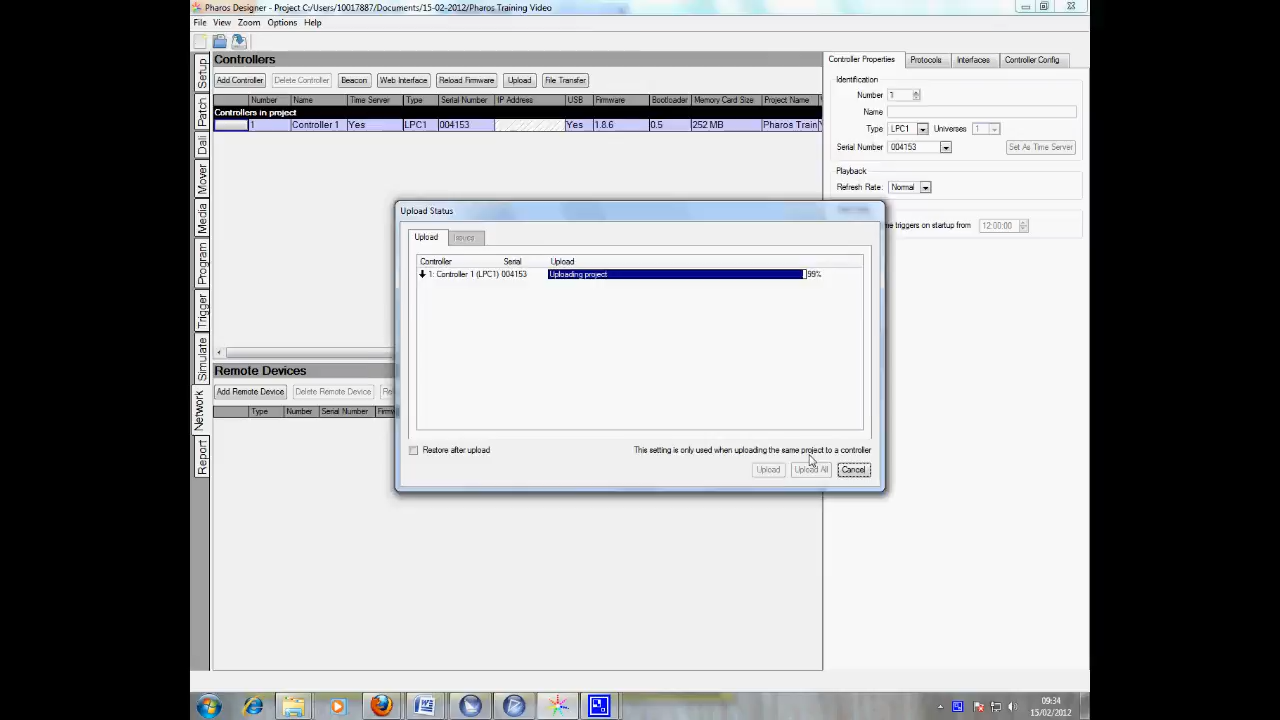 Pharos Designer - Project C:/Users/10017887/Documents/15-02-2012/Pharos Training Video
File View Zoom Options Help
Setup
Patch
Dali
Mover
Media
Program
Trigger
Simulate
Network
Report
Controllers
Add Controller Delete Controller Beacon Web Interface Reload Firmware Upload File Transfer
Number Name Time Server Type Serial Number IP Address USB Firmware Bootloader Memory Card Size Project Name
Controllers in project
1 Controller 1 Yes LPC1 004153 Yes 1.8.6 0.5 252 MB Pharos Train
Controller Properties Protocols Interfaces Controller Config
Identification
Number 1
Name
Type LPC1 Universes 1
Serial Number 004153 Set As Time Server
Playback
Refresh Rate: Normal
me triggers on startup from 12:00:00
Upload Status
Upload Issues
Controller Serial Upload
1: Controller 1 (LPC1) 004153 Uploading project 99%
Restore after upload This setting is only used when uploading the same project to a controller
Upload Upload All Cancel
Remote Devices
Add Remote Device Delete Remote Device Re
Type Number Serial Number Firm
09:34
15/02/2012